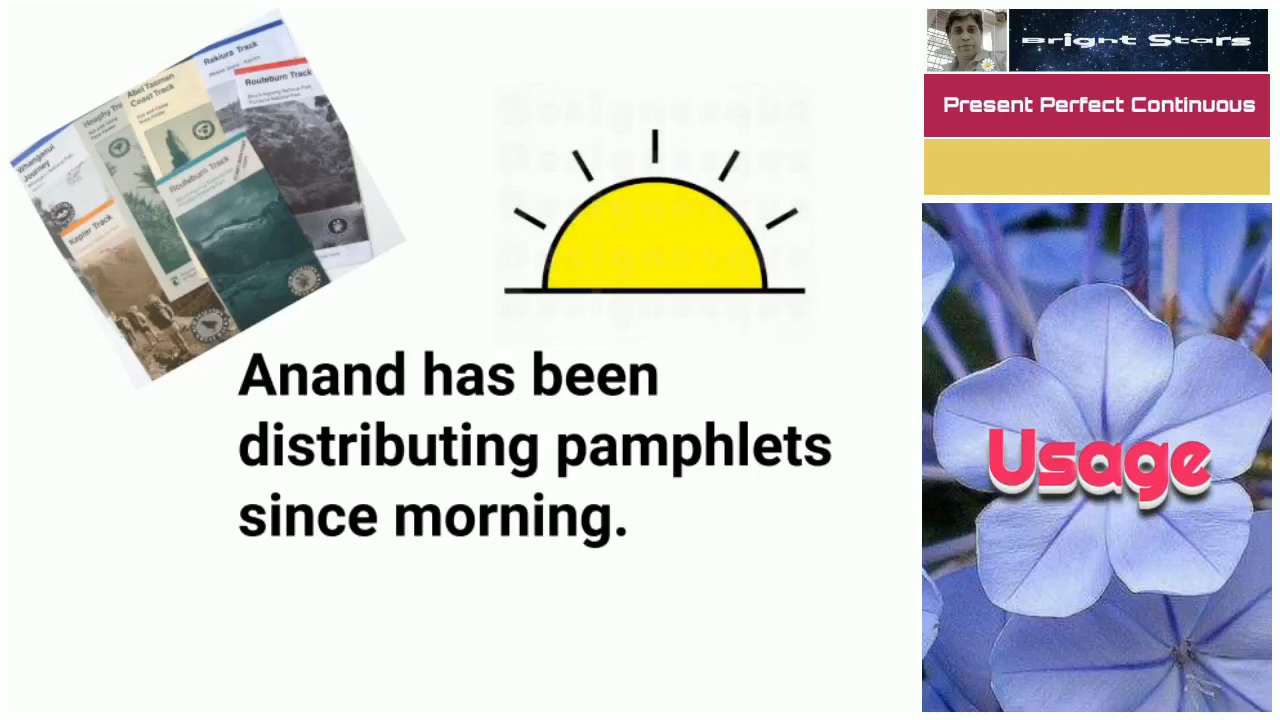 Rakiura Track
Routeburn Track
Abel Tasman
Coast Track
Heaphy
Whanganui
Journey
Routeburn Track
Kepler Track
Anand has been
distributing pamphlets
since morning.
Bright Stars
Present Perfect Continuous
Usage